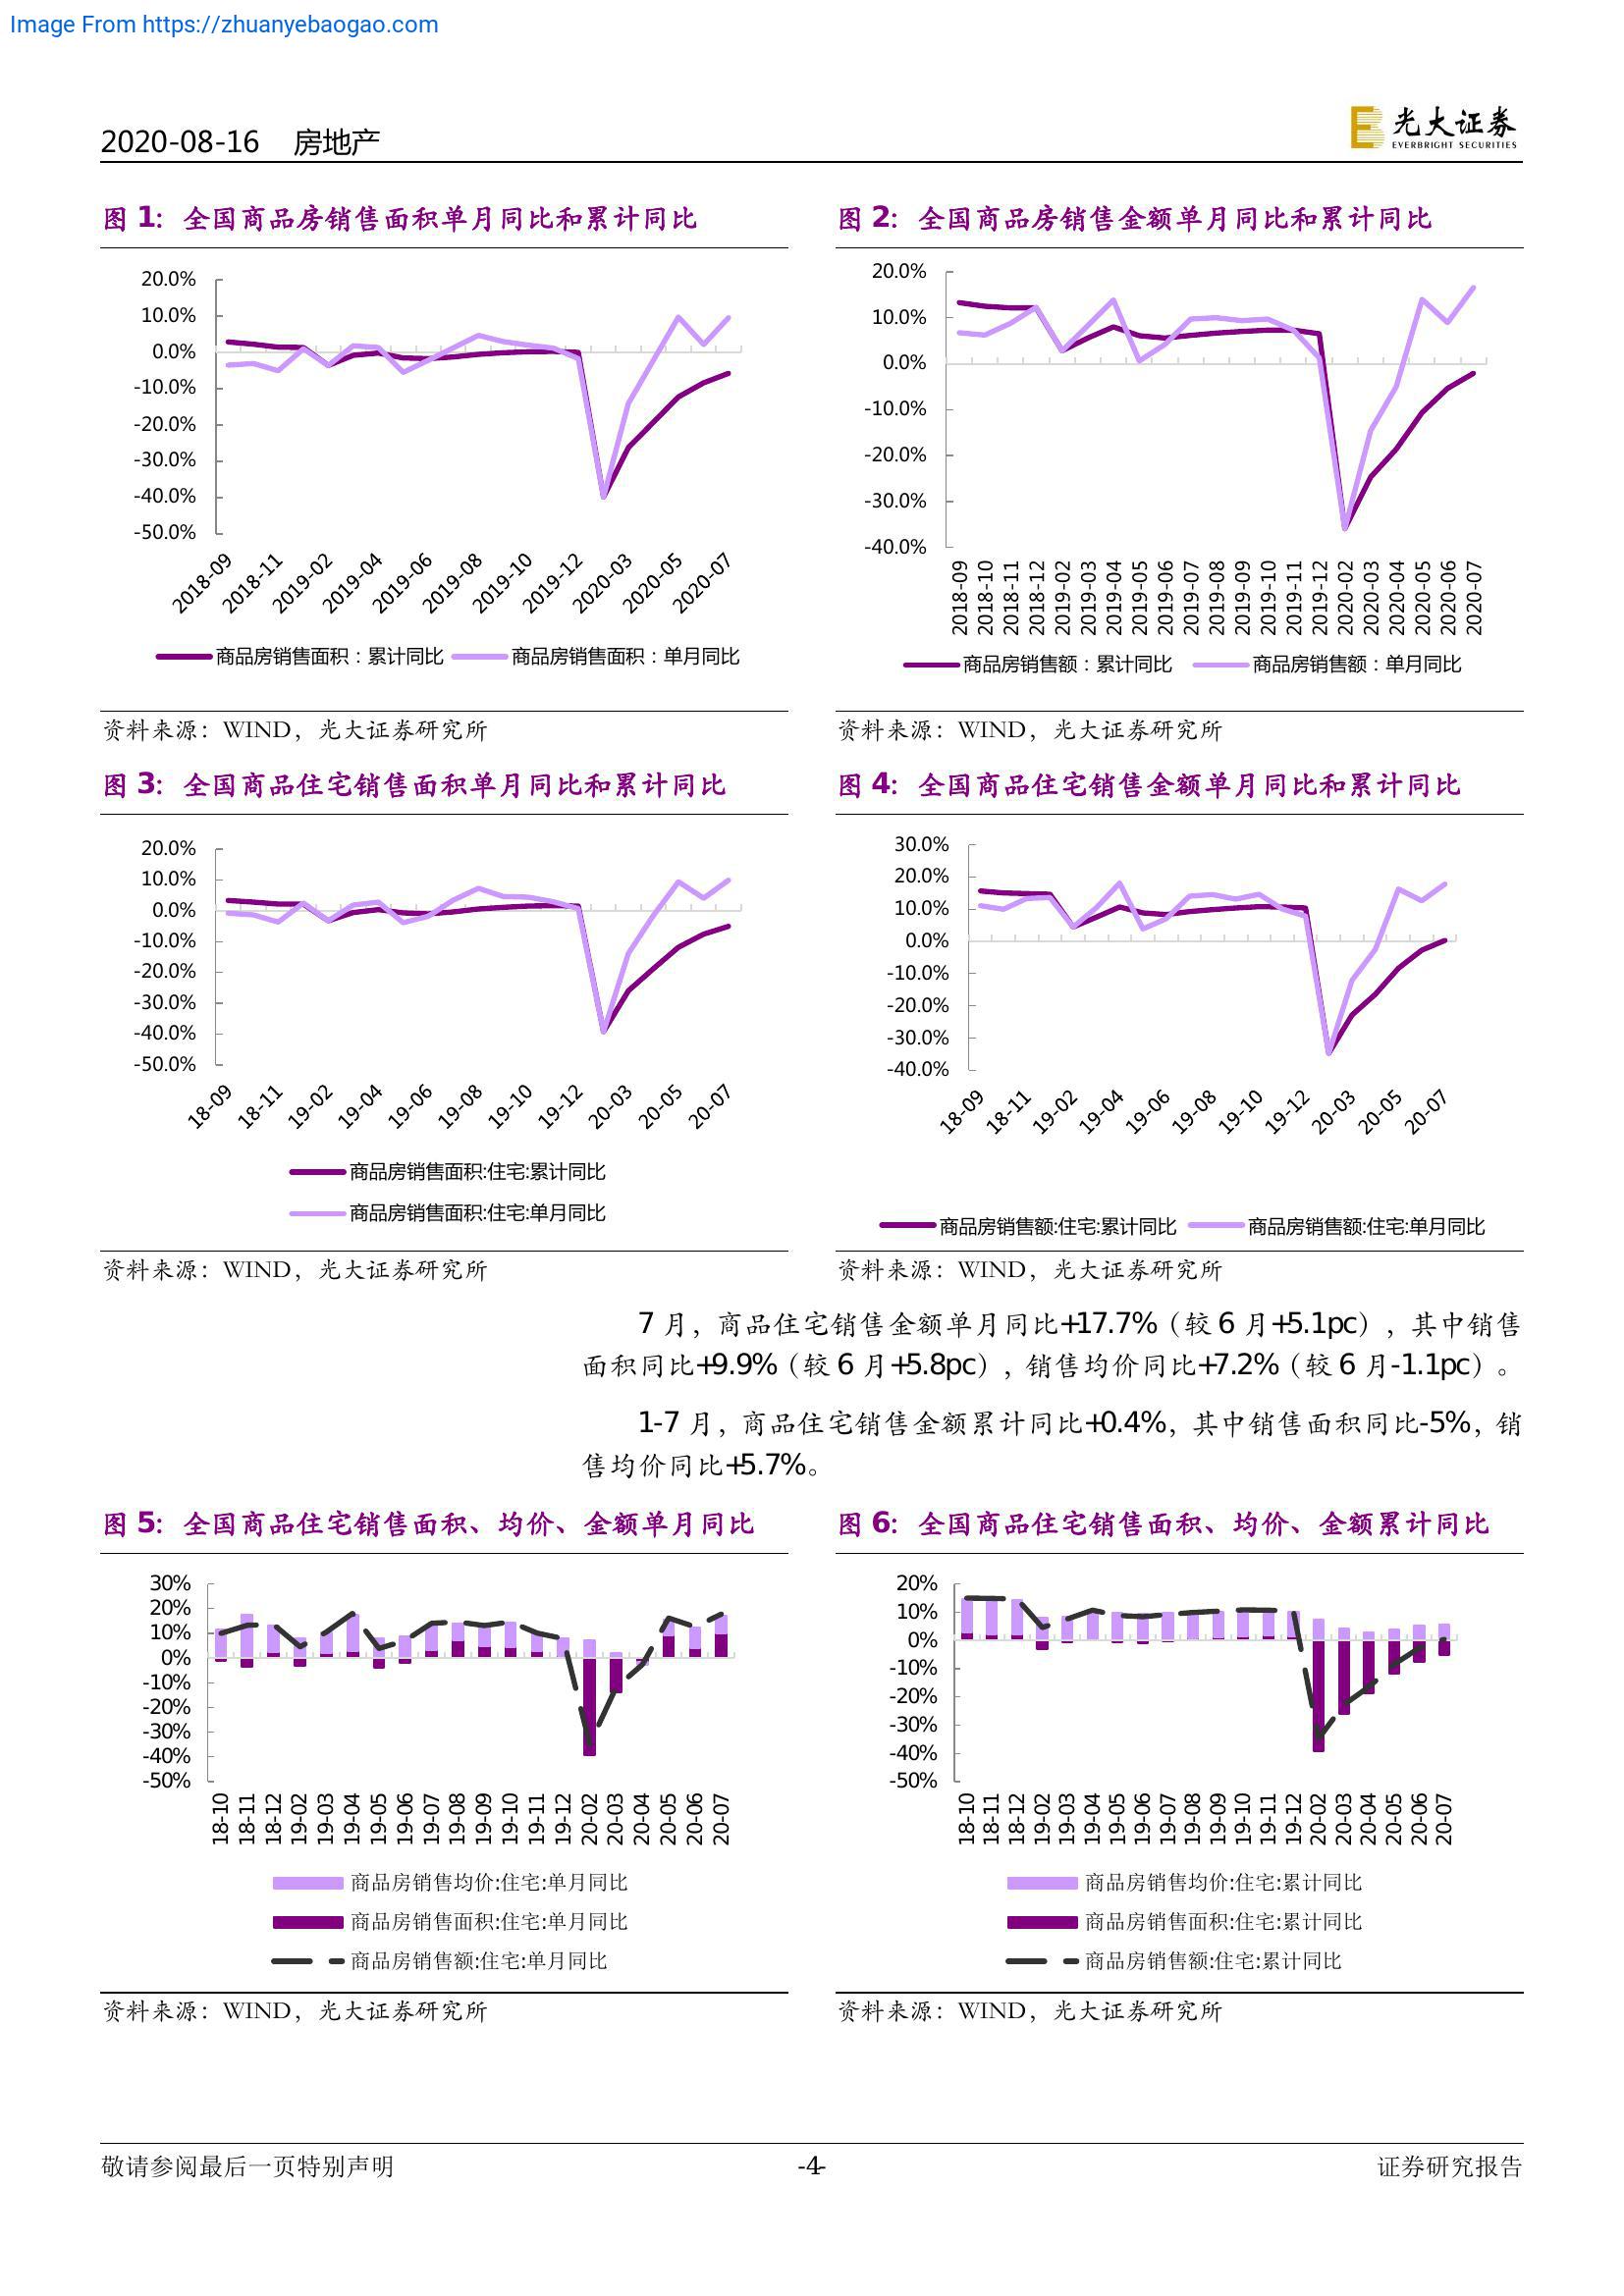 Image From https://zhuanyebaogao.com
2020-08-16 房地产
光大证券
EVERBRIGHT SECURITIES
图 1: 全国商品房销售面积单月同比和累计同比
20.0%
10.0%
0.0%
-10.0%
-20.0%
-30.0%
-40.0%
-50.0%
2018-09 2018-11 2019-02 2019-04 2019-06 2019-08 2019-10 2019-12 2020-03 2020-05 2020-07
商品房销售面积：累计同比 商品房销售面积：单月同比
资料来源：WIND，光大证券研究所
图 2: 全国商品房销售金额单月同比和累计同比
20.0%
10.0%
0.0%
-10.0%
-20.0%
-30.0%
-40.0%
2018-09 2018-10 2018-11 2018-12 2019-02 2019-03 2019-04 2019-05 2019-06 2019-07 2019-08 2019-09 2019-10 2019-11 2019-12 2020-02 2020-03 2020-04 2020-05 2020-06 2020-07
商品房销售额：累计同比 商品房销售额：单月同比
资料来源：WIND，光大证券研究所
图 3: 全国商品住宅销售面积单月同比和累计同比
20.0%
10.0%
0.0%
-10.0%
-20.0%
-30.0%
-40.0%
-50.0%
18-09 18-11 19-02 19-04 19-06 19-08 19-10 19-12 20-03 20-05 20-07
商品房销售面积:住宅:累计同比
商品房销售面积:住宅:单月同比
资料来源：WIND，光大证券研究所
图 4: 全国商品住宅销售金额单月同比和累计同比
30.0%
20.0%
10.0%
0.0%
-10.0%
-20.0%
-30.0%
-40.0%
18-09 18-11 19-02 19-04 19-06 19-08 19-10 19-12 20-03 20-05 20-07
商品房销售额:住宅:累计同比 商品房销售额:住宅:单月同比
资料来源：WIND，光大证券研究所
7 月，商品住宅销售金额单月同比+17.7%（较 6 月+5.1pc），其中销售
面积同比+9.9%（较 6 月+5.8pc），销售均价同比+7.2%（较 6 月-1.1pc）。
1-7 月，商品住宅销售金额累计同比+0.4%，其中销售面积同比-5%，销
售均价同比+5.7%。
图 5: 全国商品住宅销售面积、均价、金额单月同比
30%
20%
10%
0%
-10%
-20%
-30%
-40%
-50%
18-10 18-11 18-12 19-02 19-03 19-04 19-05 19-06 19-07 19-08 19-09 19-10 19-11 19-12 20-02 20-03 20-04 20-05 20-06 20-07
商品房销售均价:住宅:单月同比
商品房销售面积:住宅:单月同比
商品房销售额:住宅:单月同比
资料来源：WIND，光大证券研究所
图 6: 全国商品住宅销售面积、均价、金额累计同比
20%
10%
0%
-10%
-20%
-30%
-40%
-50%
18-10 18-11 18-12 19-02 19-03 19-04 19-05 19-06 19-07 19-08 19-09 19-10 19-11 19-12 20-02 20-03 20-04 20-05 20-06 20-07
商品房销售均价:住宅:累计同比
商品房销售面积:住宅:累计同比
商品房销售额:住宅:累计同比
资料来源：WIND，光大证券研究所
敬请参阅最后一页特别声明
-4-
证券研究报告